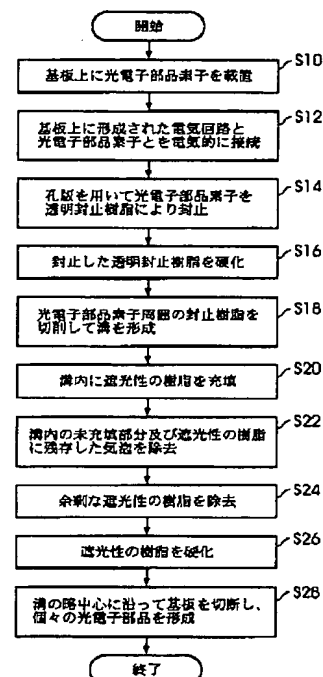 開始
S10
基板上に光電子部品素子を載置
S12
基板上に形成された電気回路と
光電子部品素子とを電気的に接続
S14
孔版を用いて光電子部品素子を
透明封止樹脂により封止
S16
封止した透明封止樹脂を硬化
S18
光電子部品素子周囲の封止樹脂を
切削して溝を形成
S20
溝内に遮光性の樹脂を充填
S22
溝内の未充填部分及び遮光性の樹脂
に残存した気泡を除去
S24
余剰な遮光性の樹脂を除去
S26
遮光性の樹脂を硬化
S28
溝の略中心に沿って基板を切断し、
個々の光電子部品を形成
終了